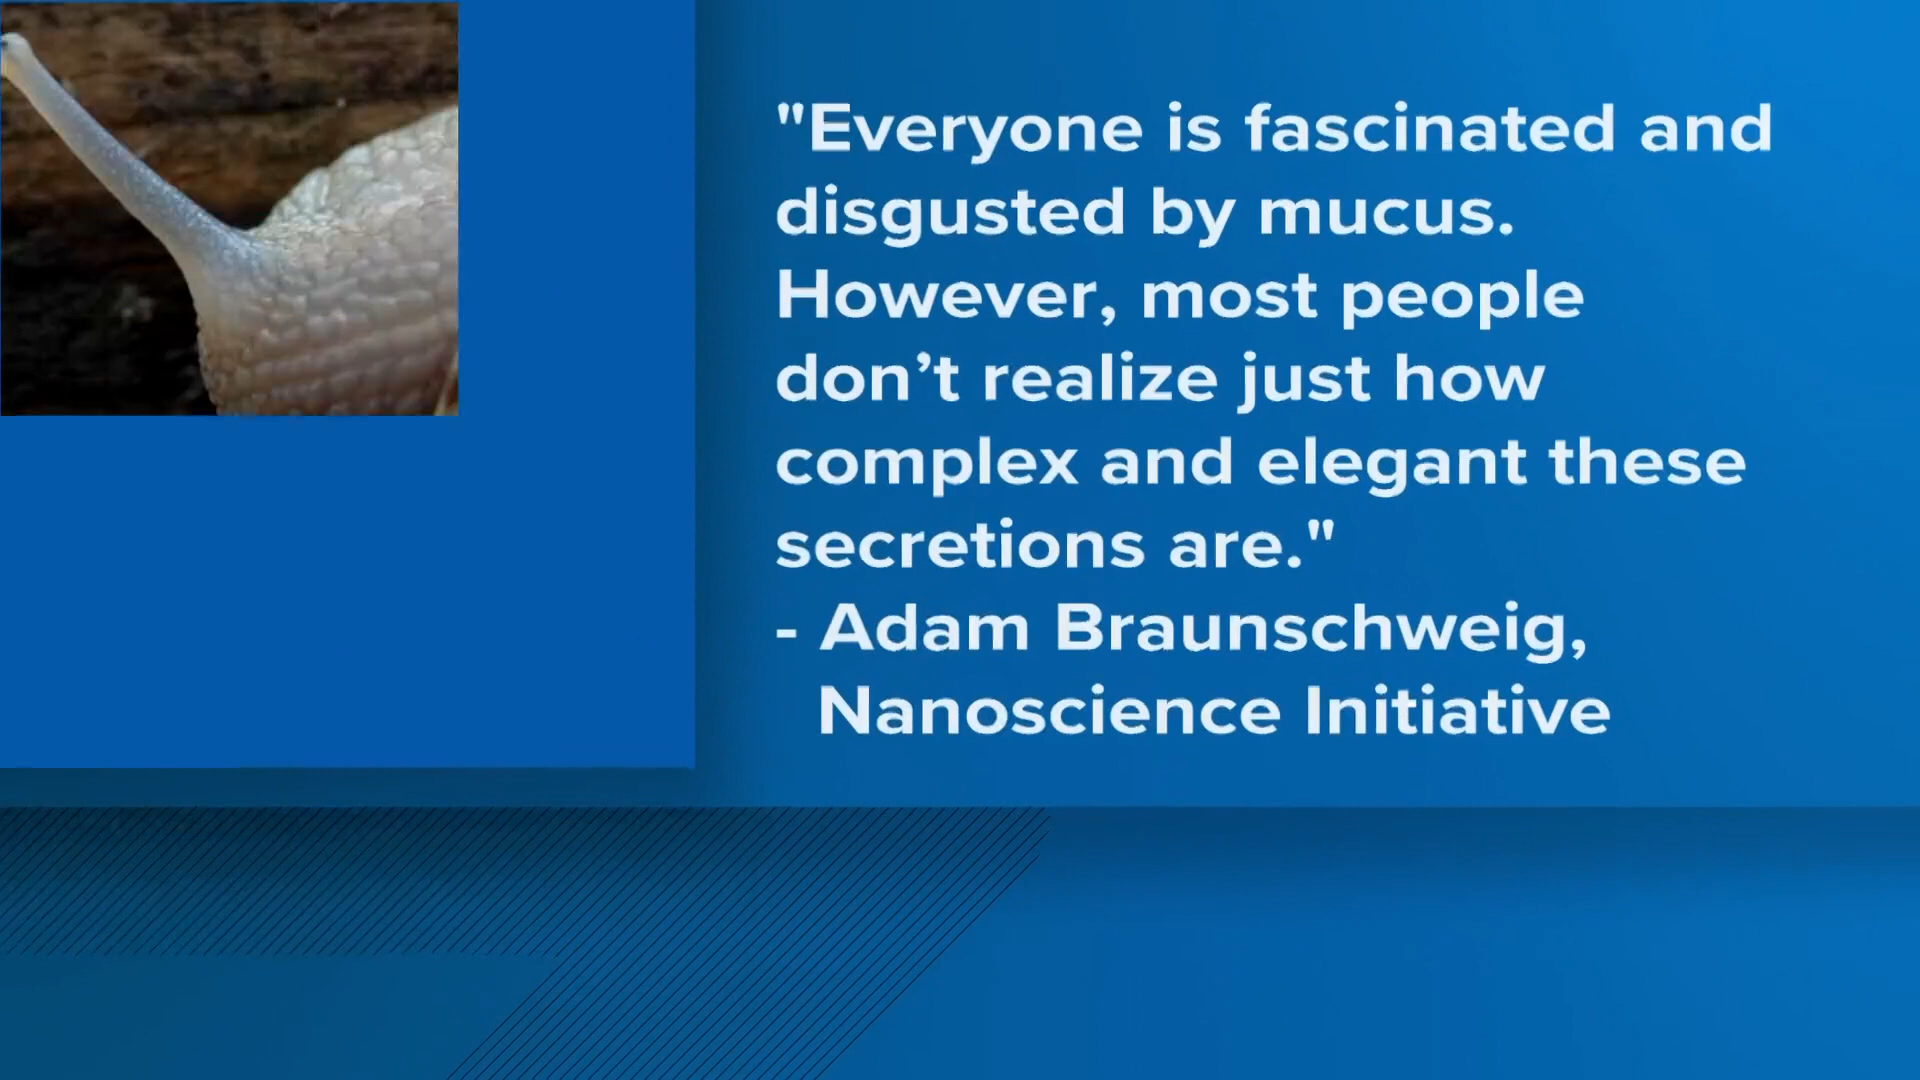 "Everyone is fascinated and
disgusted by mucus.
However, most people
don’t realize just how
complex and elegant these
secretions are."
- Adam Braunschweig,
Nanoscience Initiative